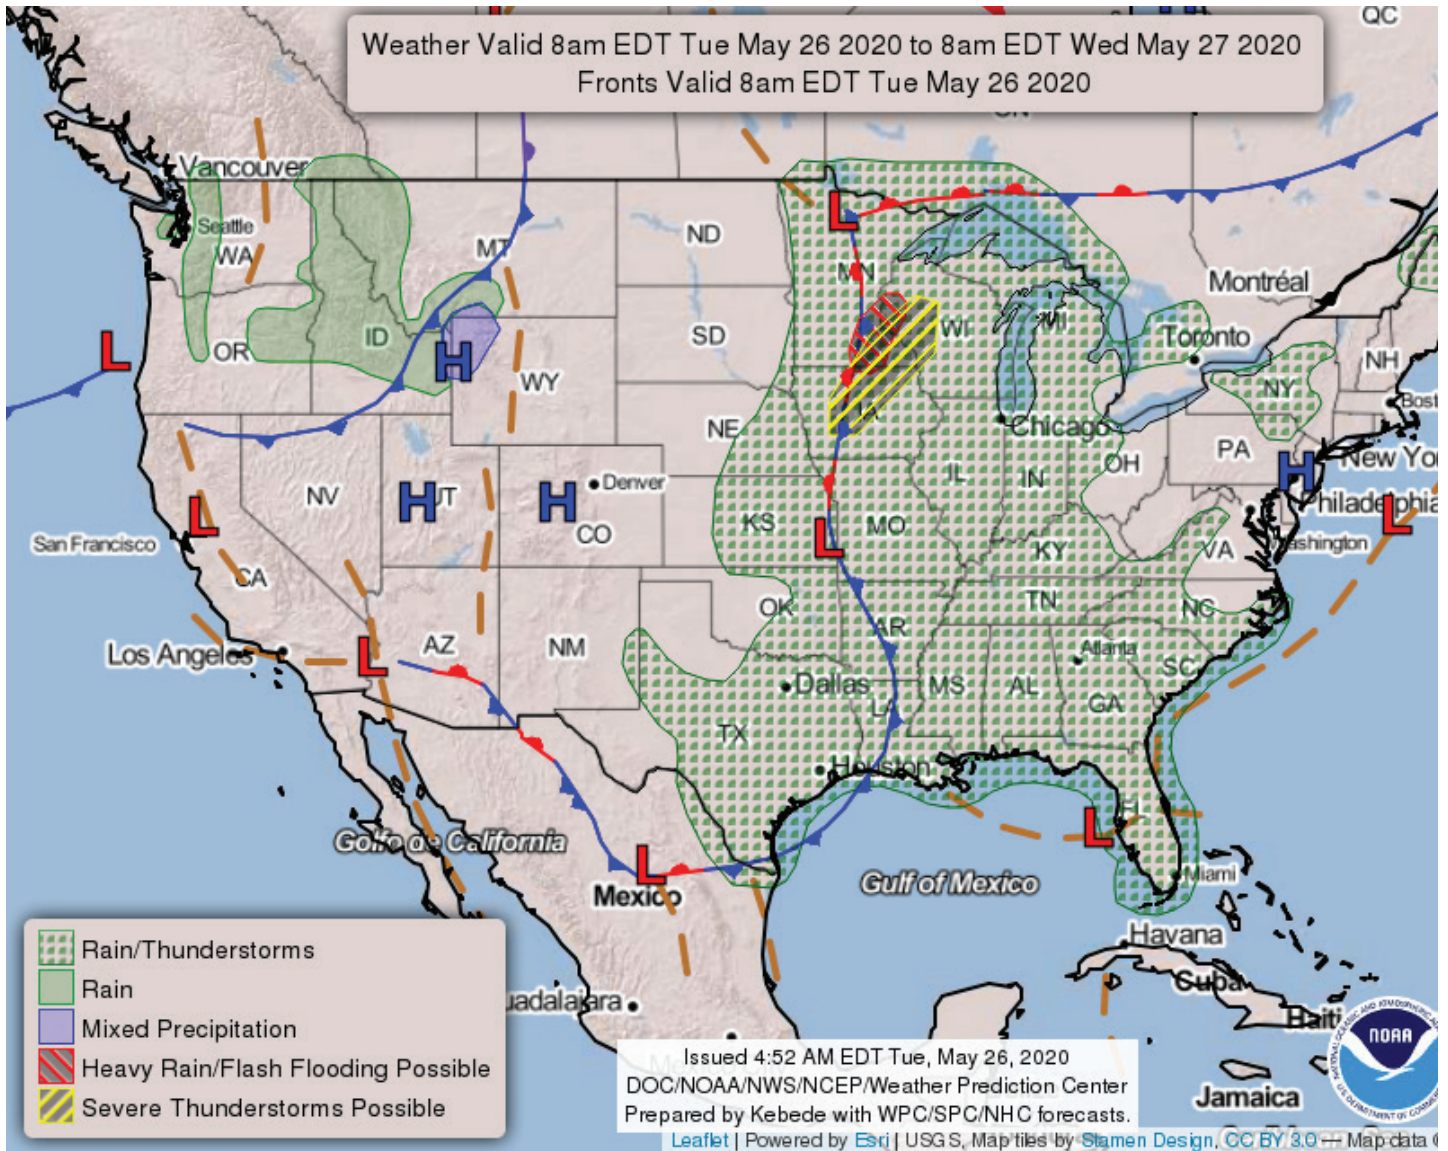 QC
Weather Valid 8am EDT Tue May 26 2020 to 8am EDT Wed May 27 2020
Fronts Valid 8am EDT Tue May 26 2020
ON
Vancouver
Seattle
WA
MT
ND
MN
Montréal
L
OR
ID
H
WY
SD
WI
MI
Toronto
NH
L
NE
IA
Chicago
NY
Bost
PA
H
New Yo
NV
H
UT
H
Denver
CO
KS
MO
IL
IN
OH
Philadelphia
L
San Francisco
L
CA
L
KY
VA
ashington
OK
AR
TN
NC
Los Angeles
L
AZ
NM
Dallas
MS
AL
Atlanta
SC
GA
LA
TX
Houston
FL
L
Golfo de California
L
Mexico
Gulf of Mexico
Miami
Havana
Cuba
Haiti
uadalajara
Jamaica
Rain/Thunderstorms
Rain
Mixed Precipitation
Heavy Rain/Flash Flooding Possible
Severe Thunderstorms Possible
Issued 4:52 AM EDT Tue, May 26, 2020
DOC/NOAA/NWS/NCEP/Weather Prediction Center
Prepared by Kebede with WPC/SPC/NHC forecasts.
NOAA
Leaflet | Powered by Esri | USGS, Map tiles by Stamen Design, CC BY 3.0 — Map data ©